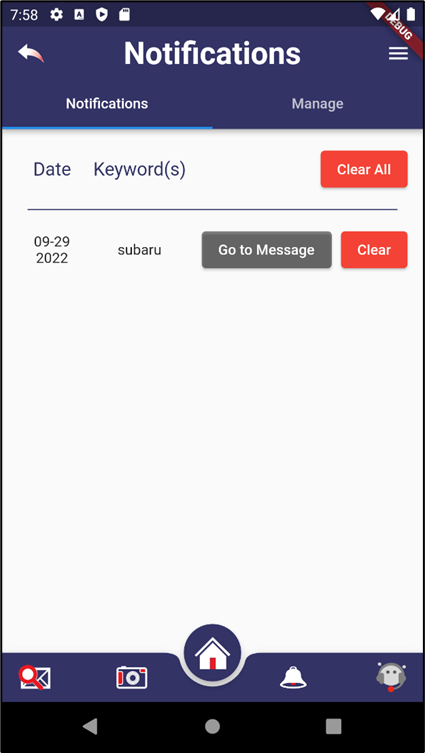 7:58
DEBUG
Notifications
Notifications Manage
Date Keyword(s) Clear All
09-29
2022 subaru Go to Message Clear